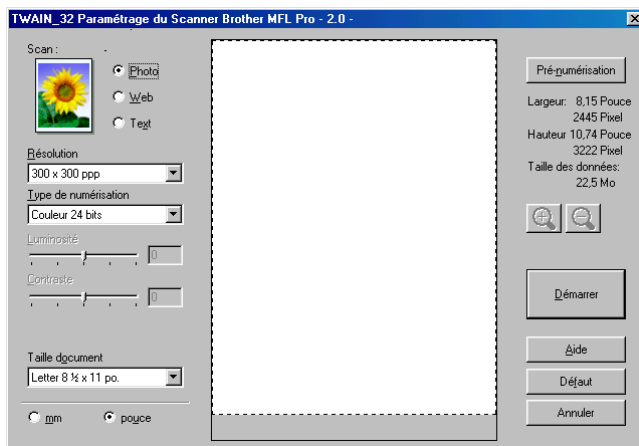 TWAIN_32 Paramétrage du Scanner Brother MFL Pro - 2.0 -
Scan :
Photo
Web
Text
Résolution
300 x 300 ppp
Type de numérisation
Couleur 24 bits
Luminosité
0
Contraste
0
Taille document
Letter 8 ½ x 11 po.
mm
pouce
Pré-numérisation
Largeur: 8,15 Pouce
2445 Pixel
Hauteur 10,74 Pouce
3222 Pixel
Taille des données:
22,5 Mo
Démarrer
Aide
Défaut
Annuler